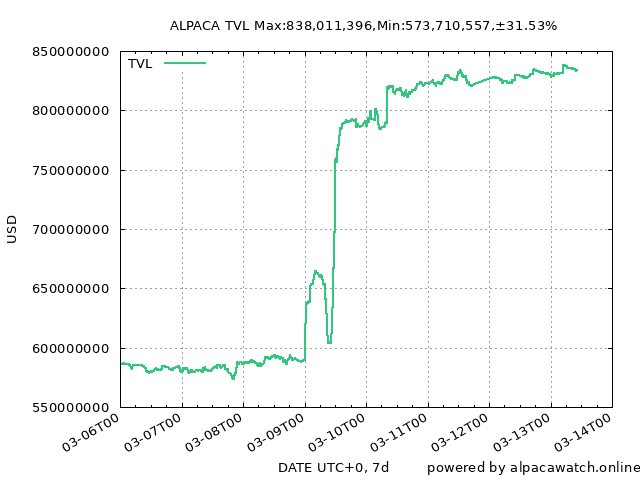 ALPACA TVL Max:838,011,396,Min:573,710,557,±31.53%
850000000
TVL
800000000
750000000
700000000
650000000
600000000
550000000
USD
03-06T00
03-07T00
03-08T00
03-09T00
03-10T00
03-11T00
03-12T00
03-13T00
03-14T00
DATE UTC+0, 7d
powered by alpacawatch.online